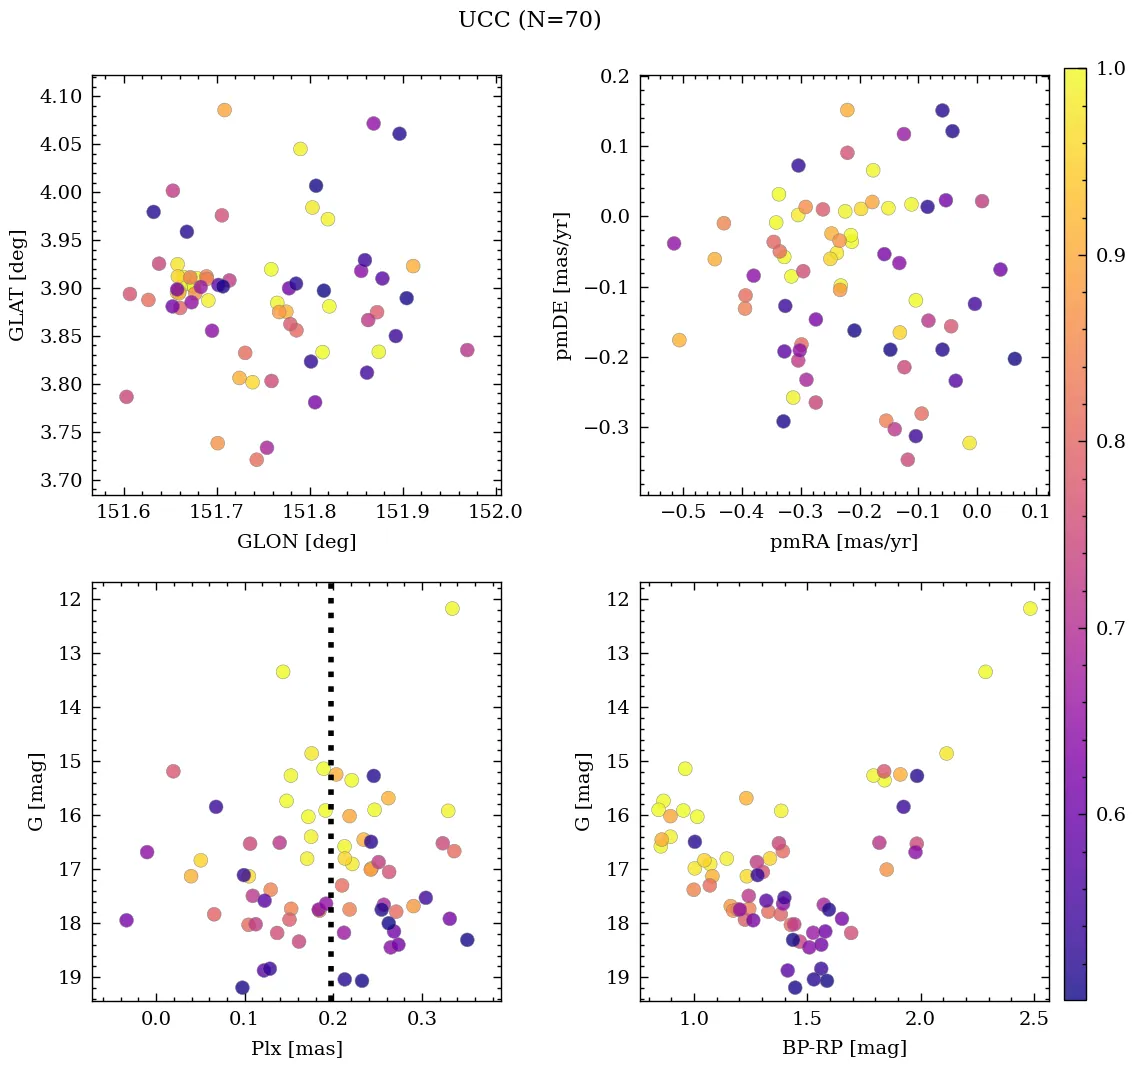 UCC (N=70)
4.10
4.05
4.00
3.95
3.90
3.85
3.80
3.75
3.70
GLAT [deg]
151.6 151.7 151.8 151.9 152.0
GLON [deg]
0.2
0.1
0.0
−0.1
−0.2
−0.3
pmDE [mas/yr]
−0.5 −0.4 −0.3 −0.2 −0.1 0.0 0.1
pmRA [mas/yr]
12
13
14
15
16
17
18
19
G [mag]
0.0 0.1 0.2 0.3
Plx [mas]
12
13
14
15
16
17
18
19
G [mag]
1.0 1.5 2.0 2.5
BP-RP [mag]
1.0
0.9
0.8
0.7
0.6